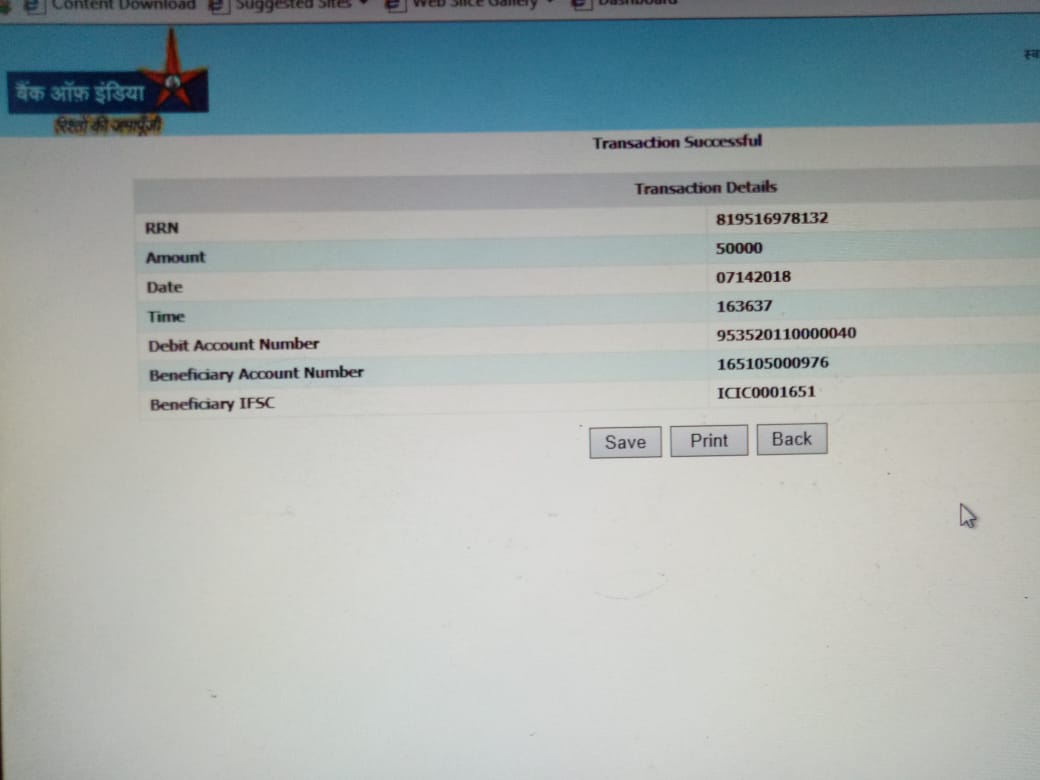 Content Download Suggested Sites Web Slice Gallery Dashboard
बैंक ऑफ़ इंडिया
रिश्तों की जमापूँजी
Transaction Successful
Transaction Details
RRN 819516978132
Amount 50000
Date 07142018
Time 163637
Debit Account Number 953520110000040
Beneficiary Account Number 165105000976
Beneficiary IFSC ICIC0001651
Save Print Back